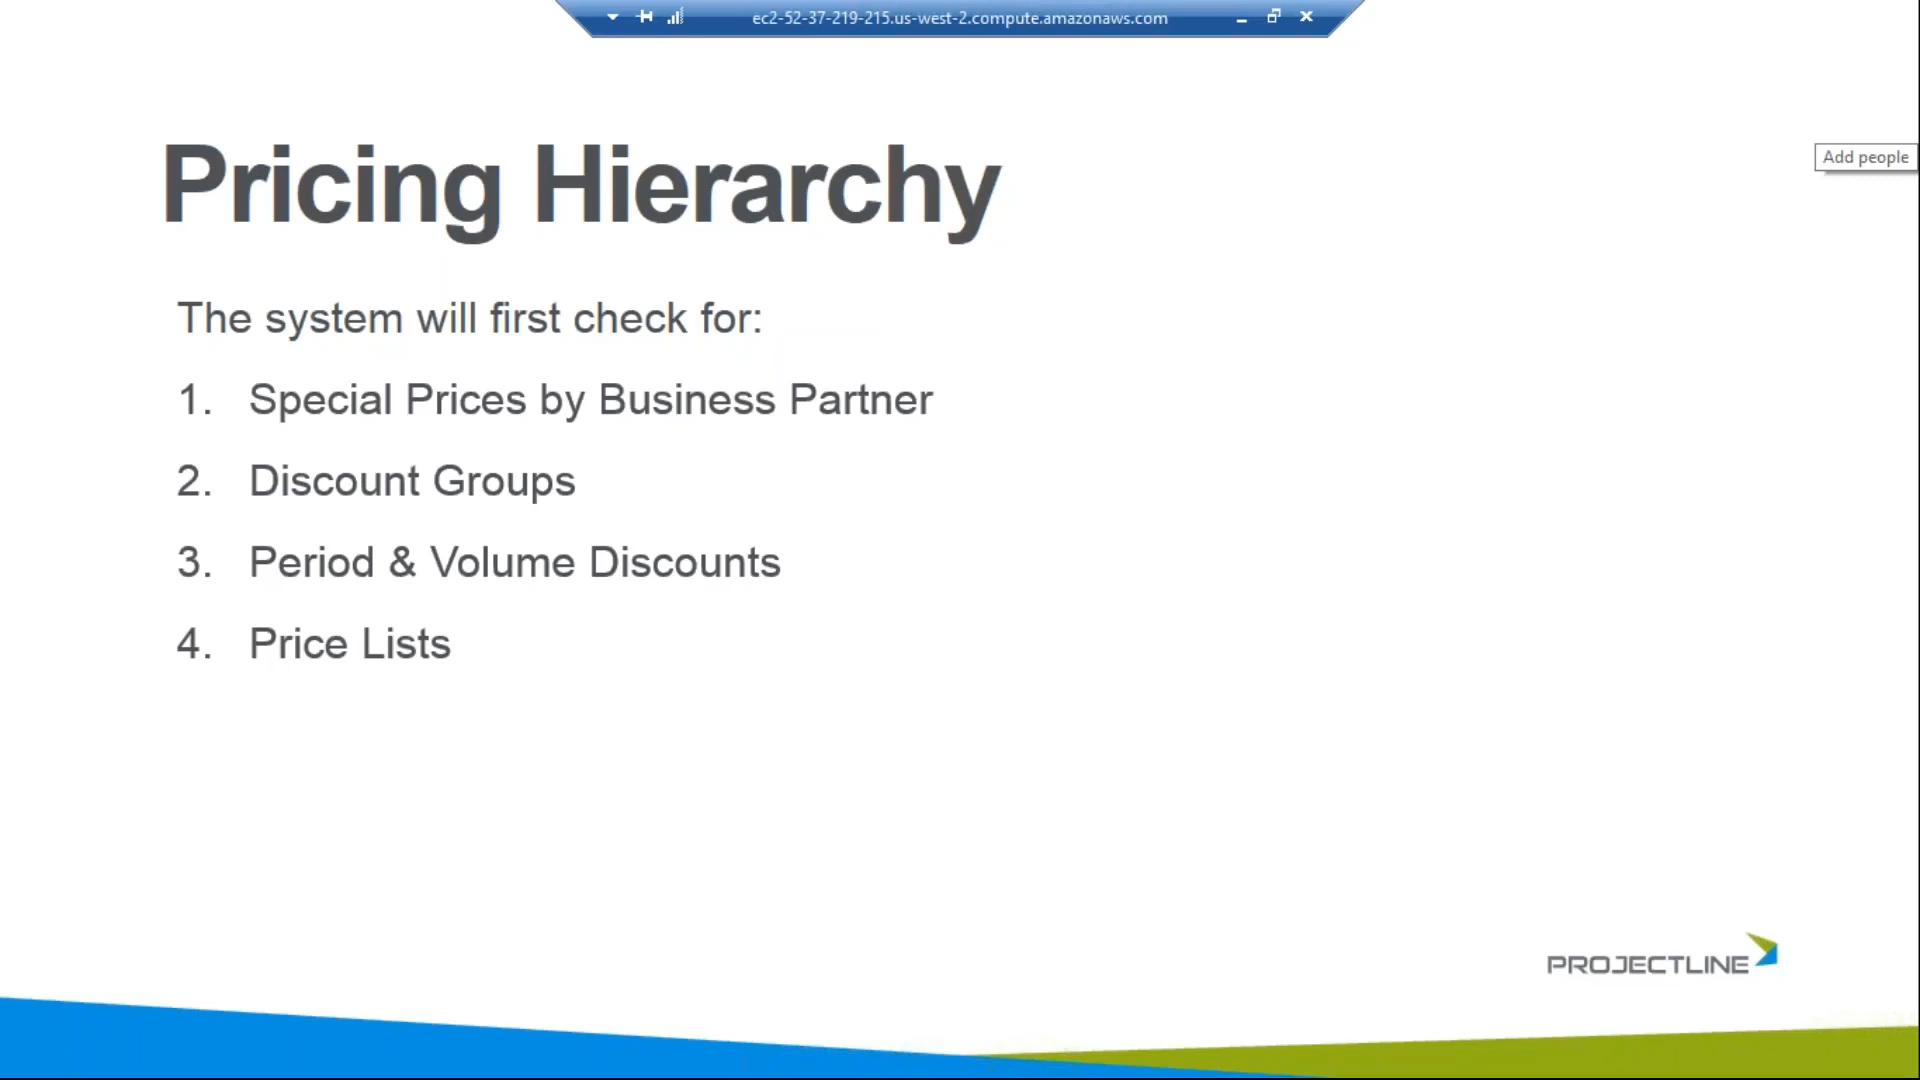 ec2-52-37-219-215.us-west-2.compute.amazonaws.com
Pricing Hierarchy
Add people
The system will first check for:
1. Special Prices by Business Partner
2. Discount Groups
3. Period & Volume Discounts
4. Price Lists
PROJECTLINE